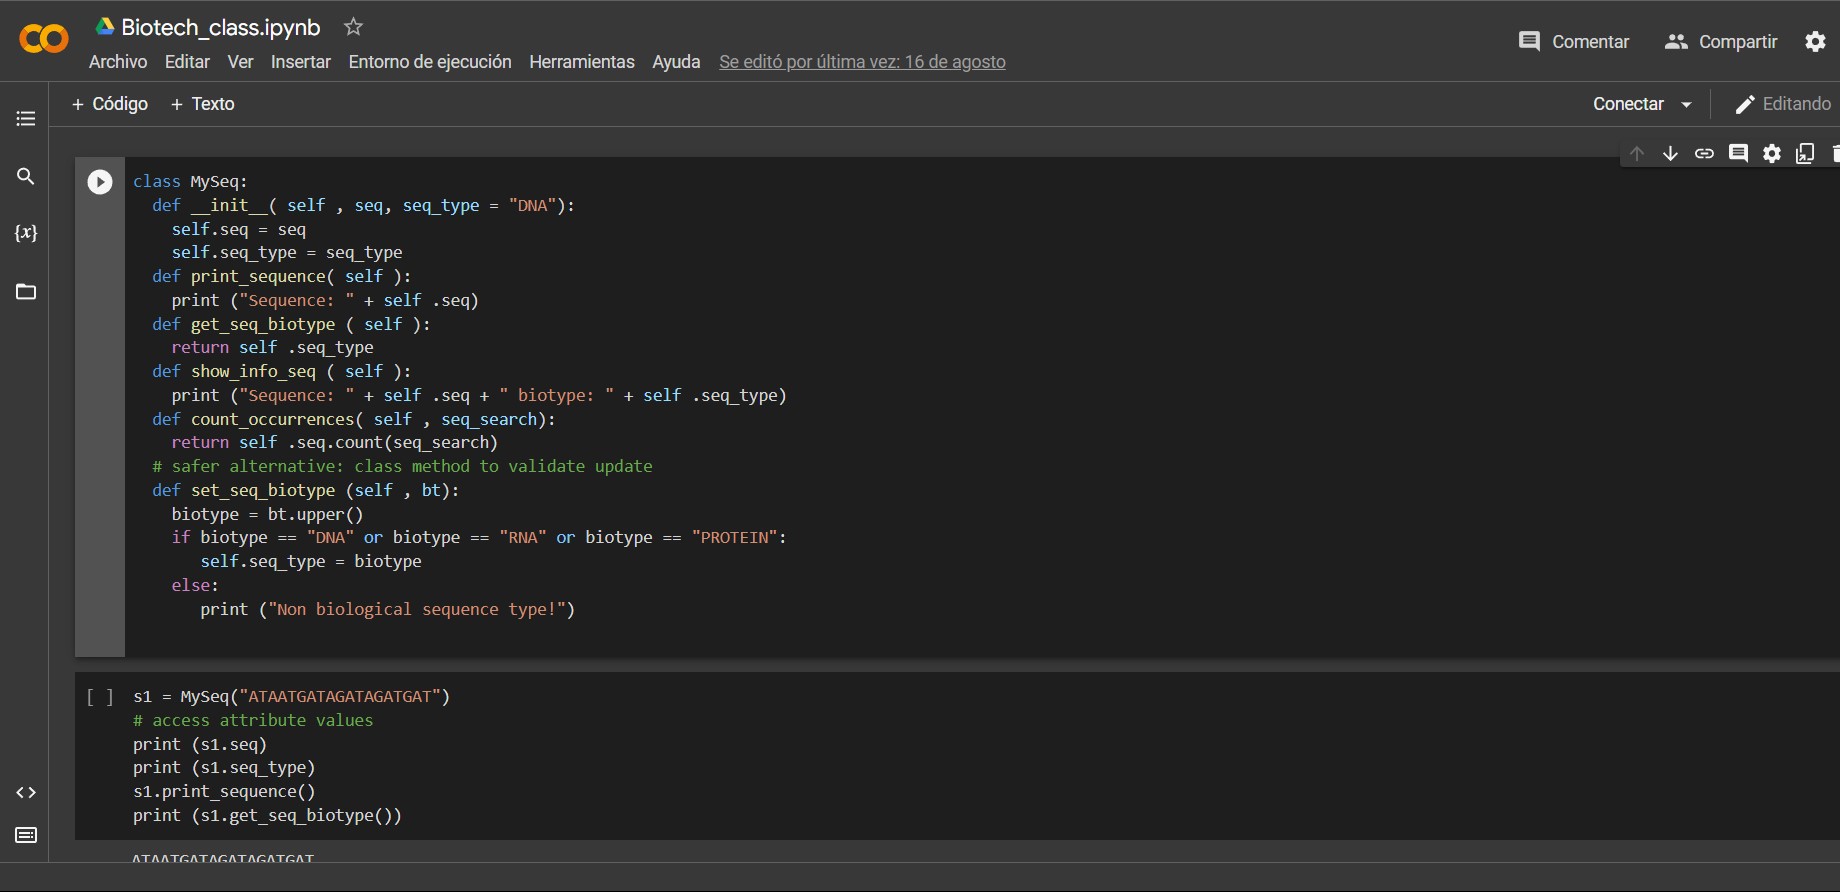 Biotech_class.ipynb
Archivo Editar Ver Insertar Entorno de ejecución Herramientas Ayuda Se editó por última vez: 16 de agosto
Comentar Compartir
+ Código + Texto
Conectar Editando
{x}
class MySeq:
  def __init__( self , seq, seq_type = "DNA"):
    self.seq = seq
    self.seq_type = seq_type
  def print_sequence( self ):
    print ("Sequence: " + self .seq)
  def get_seq_biotype ( self ):
    return self .seq_type
  def show_info_seq ( self ):
    print ("Sequence: " + self .seq + " biotype: " + self .seq_type)
  def count_occurrences( self , seq_search):
    return self .seq.count(seq_search)
  # safer alternative: class method to validate update
  def set_seq_biotype (self , bt):
    biotype = bt.upper()
    if biotype == "DNA" or biotype == "RNA" or biotype == "PROTEIN":
       self.seq_type = biotype
    else:
       print ("Non biological sequence type!")
[ ] s1 = MySeq("ATAATGATAGATAGATGAT")
# access attribute values
print (s1.seq)
print (s1.seq_type)
s1.print_sequence()
print (s1.get_seq_biotype())
ATAATGATAGATAGATGAT